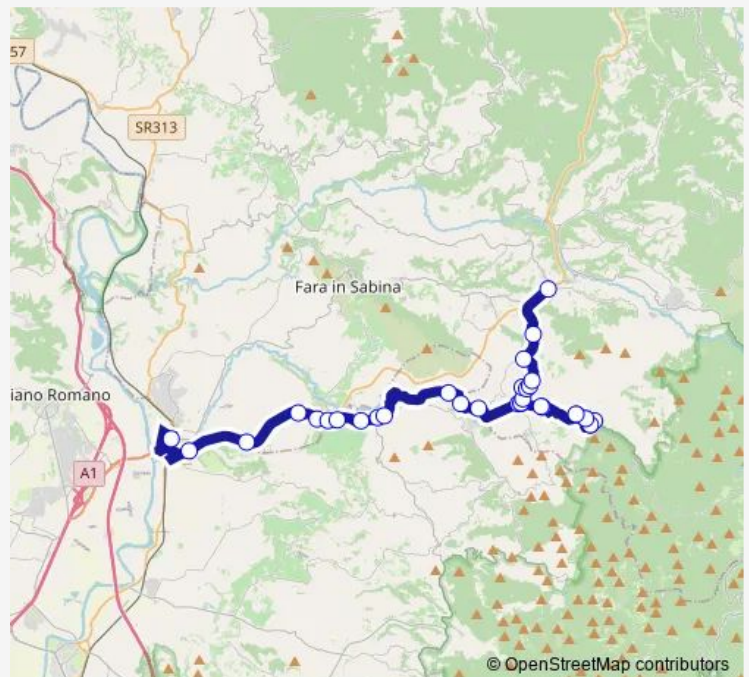 57
SR313
Fara in Sabina
iano Romano
A1
© OpenStreetMap contributors